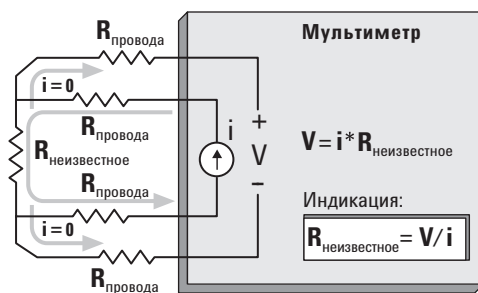 Мультиметр
Rпровода
i=0
Rпровода
Rнеизвестное
Rпровода
i=0
Rпровода
i
+
V
–
V=i*Rнеизвестное
Индикация:
Rнеизвестное=V/i